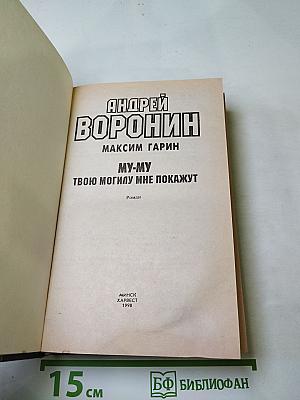 АНДРЕЙ
ВОРОНИН
МАКСИМ ГАРИН
МУ-МУ
ТВОЮ МОГИЛУ МНЕ ПОКАЖУТ
Роман
МИНСК
ХАРВЕСТ
1998
15 см
БФ БИБЛИОФАН